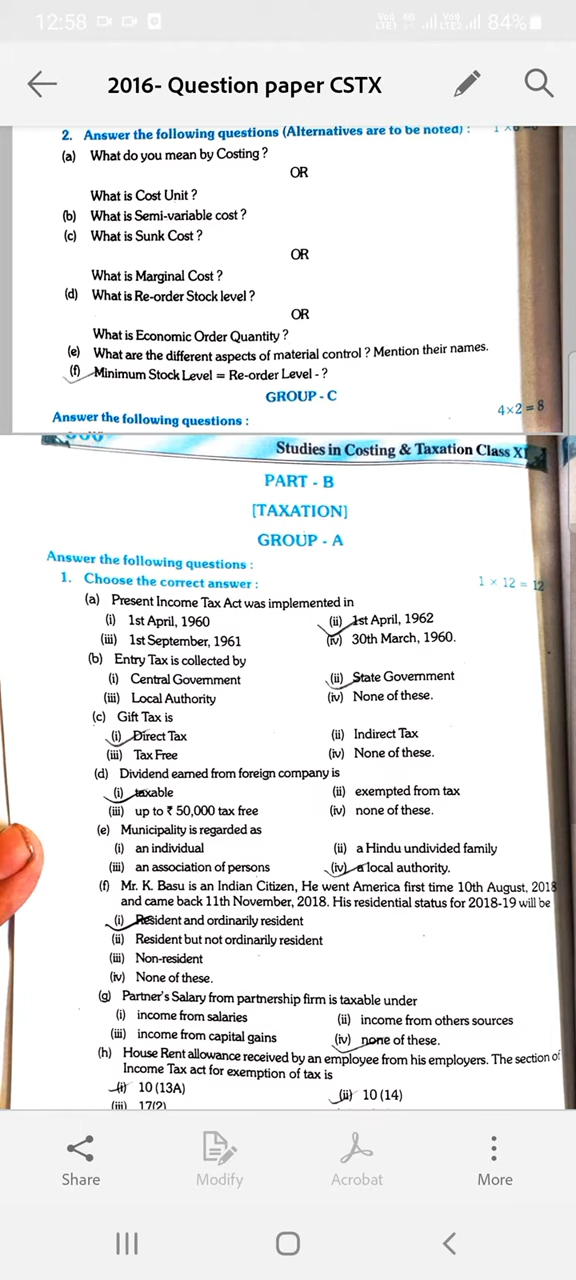 12:58
84%
2016- Question paper CSTX
2. Answer the following questions (Alternatives are to be noted) :
(a) What do you mean by Costing ?
OR
What is Cost Unit ?
(b) What is Semi-variable cost ?
(c) What is Sunk Cost ?
OR
What is Marginal Cost ?
(d) What is Re-order Stock level ?
OR
What is Economic Order Quantity ?
(e) What are the different aspects of material control ? Mention their names.
(f) Minimum Stock Level = Re-order Level - ?
GROUP - C
Answer the following questions : 4×2=8
Studies in Costing & Taxation Class XI
PART - B
[TAXATION]
GROUP - A
Answer the following questions :
1. Choose the correct answer : 1 × 12 = 12
(a) Present Income Tax Act was implemented in
(i) 1st April, 1960 (ii) 1st April, 1962
(iii) 1st September, 1961 (iv) 30th March, 1960.
(b) Entry Tax is collected by
(i) Central Government (ii) State Government
(iii) Local Authority (iv) None of these.
(c) Gift Tax is
(i) Direct Tax (ii) Indirect Tax
(iii) Tax Free (iv) None of these.
(d) Dividend earned from foreign company is
(i) taxable (ii) exempted from tax
(iii) up to ₹ 50,000 tax free (iv) none of these.
(e) Municipality is regarded as
(i) an individual (ii) a Hindu undivided family
(iii) an association of persons (iv) a local authority.
(f) Mr. K. Basu is an Indian Citizen, He went America first time 10th August, 2018
and came back 11th November, 2018. His residential status for 2018-19 will be
(i) Resident and ordinarily resident
(ii) Resident but not ordinarily resident
(iii) Non-resident
(iv) None of these.
(g) Partner's Salary from partnership firm is taxable under
(i) income from salaries (ii) income from others sources
(iii) income from capital gains (iv) none of these.
(h) House Rent allowance received by an employee from his employers. The section of
Income Tax act for exemption of tax is
(i) 10 (13A) (ii) 10 (14)
(iii) 17(2)
Share Modify Acrobat More